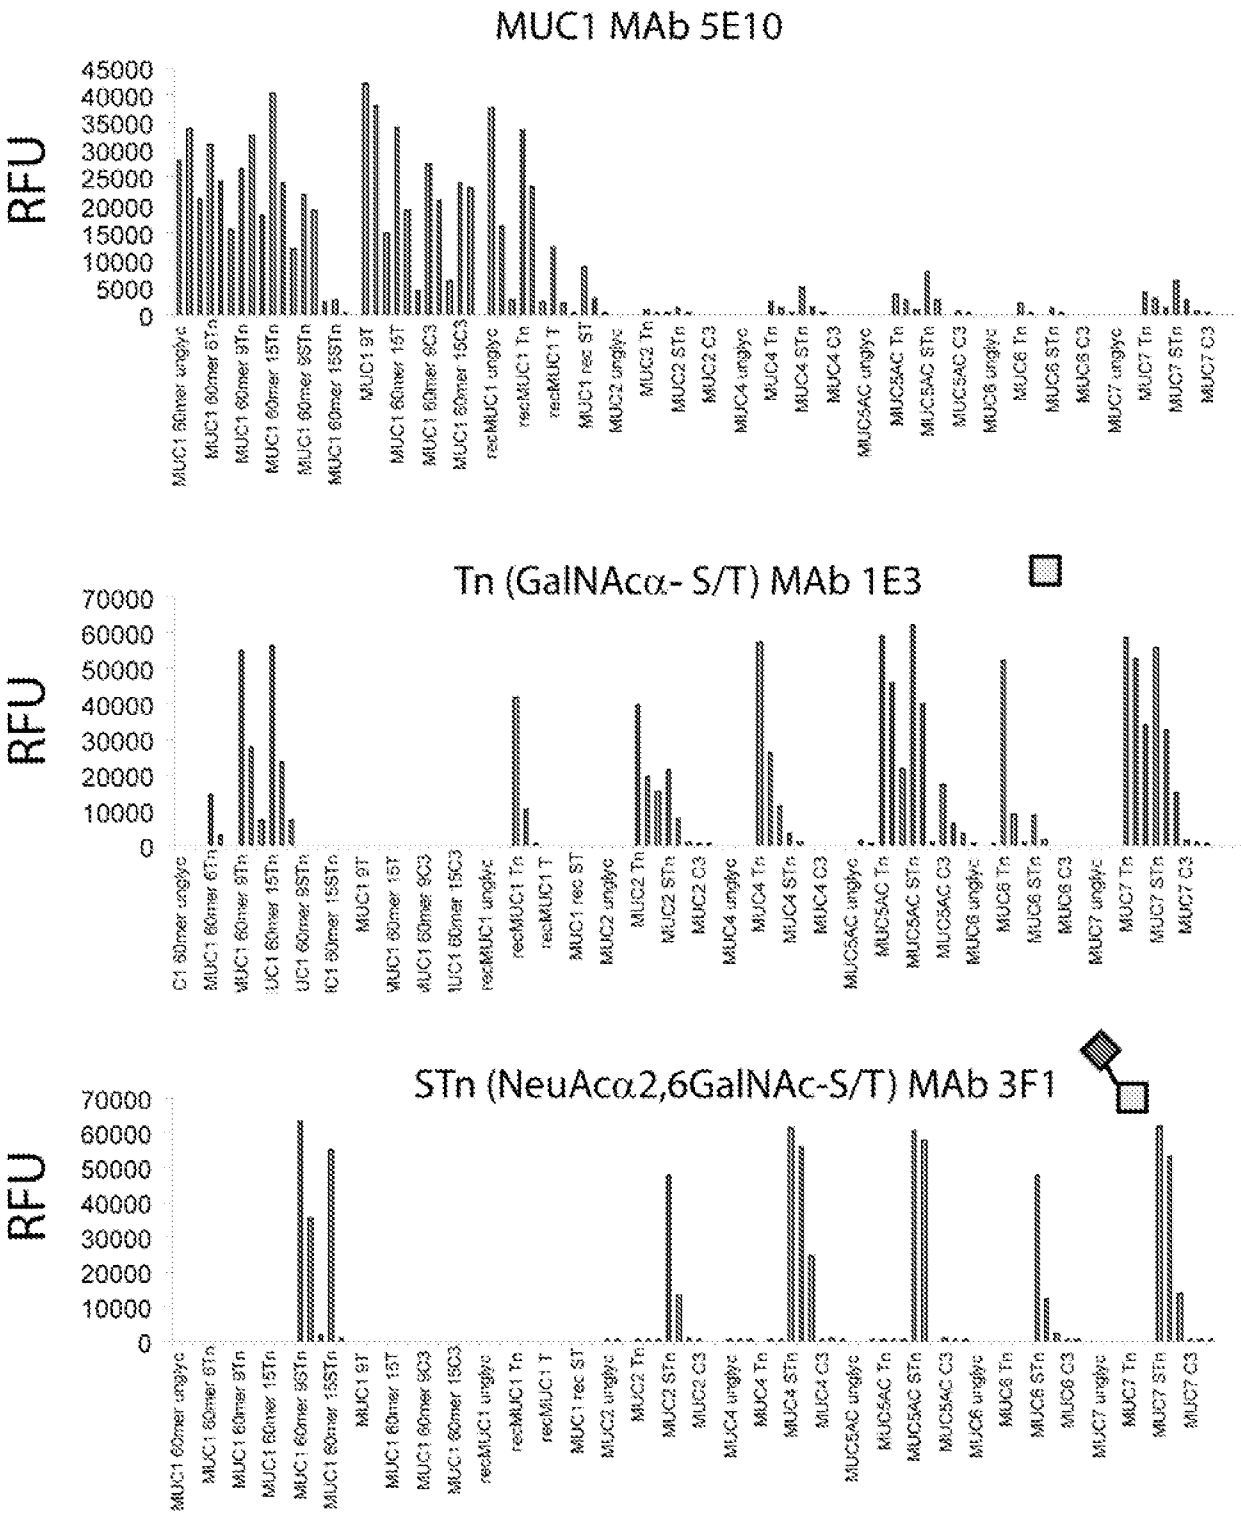 MUC1 MAb 5E10
RFU
45000
40000
35000
30000
25000
20000
15000
10000
5000
0
MUC1 60mer unglyc
MUC1 60mer 6Tn
MUC1 60mer 9Tn
MUC1 60mer 15Tn
MUC1 60mer 9STn
MUC1 60mer 15STn
MUC1 9T
MUC1 60mer 15T
MUC1 60mer 9C3
MUC1 60mer 15C3
recMUC1 unglyc
recMUC1 Tn
recMUC1 T
MUC1 rec ST
MUC2 unglyc
MUC2 Tn
MUC2 STn
MUC2 C3
MUC4 unglyc
MUC4 Tn
MUC4 STn
MUC4 C3
MUC5AC unglyc
MUC5AC Tn
MUC5AC STn
MUC5AC C3
MUC6 unglyc
MUC6 Tn
MUC6 STn
MUC6 C3
MUC7 unglyc
MUC7 Tn
MUC7 STn
MUC7 C3
Tn (GalNAcα- S/T) MAb 1E3
RFU
70000
60000
50000
40000
30000
20000
10000
0
C1 60mer unglyc
MUC1 60mer 6Tn
MUC1 60mer 9Tn
UC1 60mer 15Tn
UC1 60mer 9STn
C1 60mer 15STn
MUC1 9T
MUC1 60mer 15T
MUC1 60mer 9C3
UC1 60mer 15C3
recMUC1 unglyc
recMUC1 Tn
recMUC1 T
MUC1 rec ST
MUC2 unglyc
MUC2 Tn
MUC2 STn
MUC2 C3
MUC4 unglyc
MUC4 Tn
MUC4 STn
MUC4 C3
MUC5AC unglyc
MUC5AC Tn
MUC5AC STn
MUC5AC C3
MUC6 unglyc
MUC6 Tn
MUC6 STn
MUC6 C3
MUC7 unglyc
MUC7 Tn
MUC7 STn
MUC7 C3
STn (NeuAcα2,6GalNAc-S/T) MAb 3F1
RFU
70000
60000
50000
40000
30000
20000
10000
0
MUC1 60mer unglyc
MUC1 60mer 6Tn
MUC1 60mer 9Tn
MUC1 60mer 15Tn
MUC1 60mer 9STn
MUC1 60mer 15STn
MUC1 9T
MUC1 60mer 15T
MUC1 60mer 9C3
MUC1 60mer 15C3
recMUC1 unglyc
recMUC1 Tn
recMUC1 T
MUC1 rec ST
MUC2 unglyc
MUC2 Tn
MUC2 STn
MUC2 C3
MUC4 unglyc
MUC4 Tn
MUC4 STn
MUC4 C3
MUC5AC unglyc
MUC5AC Tn
MUC5AC STn
MUC5AC C3
MUC6 unglyc
MUC6 Tn
MUC6 STn
MUC6 C3
MUC7 unglyc
MUC7 Tn
MUC7 STn
MUC7 C3